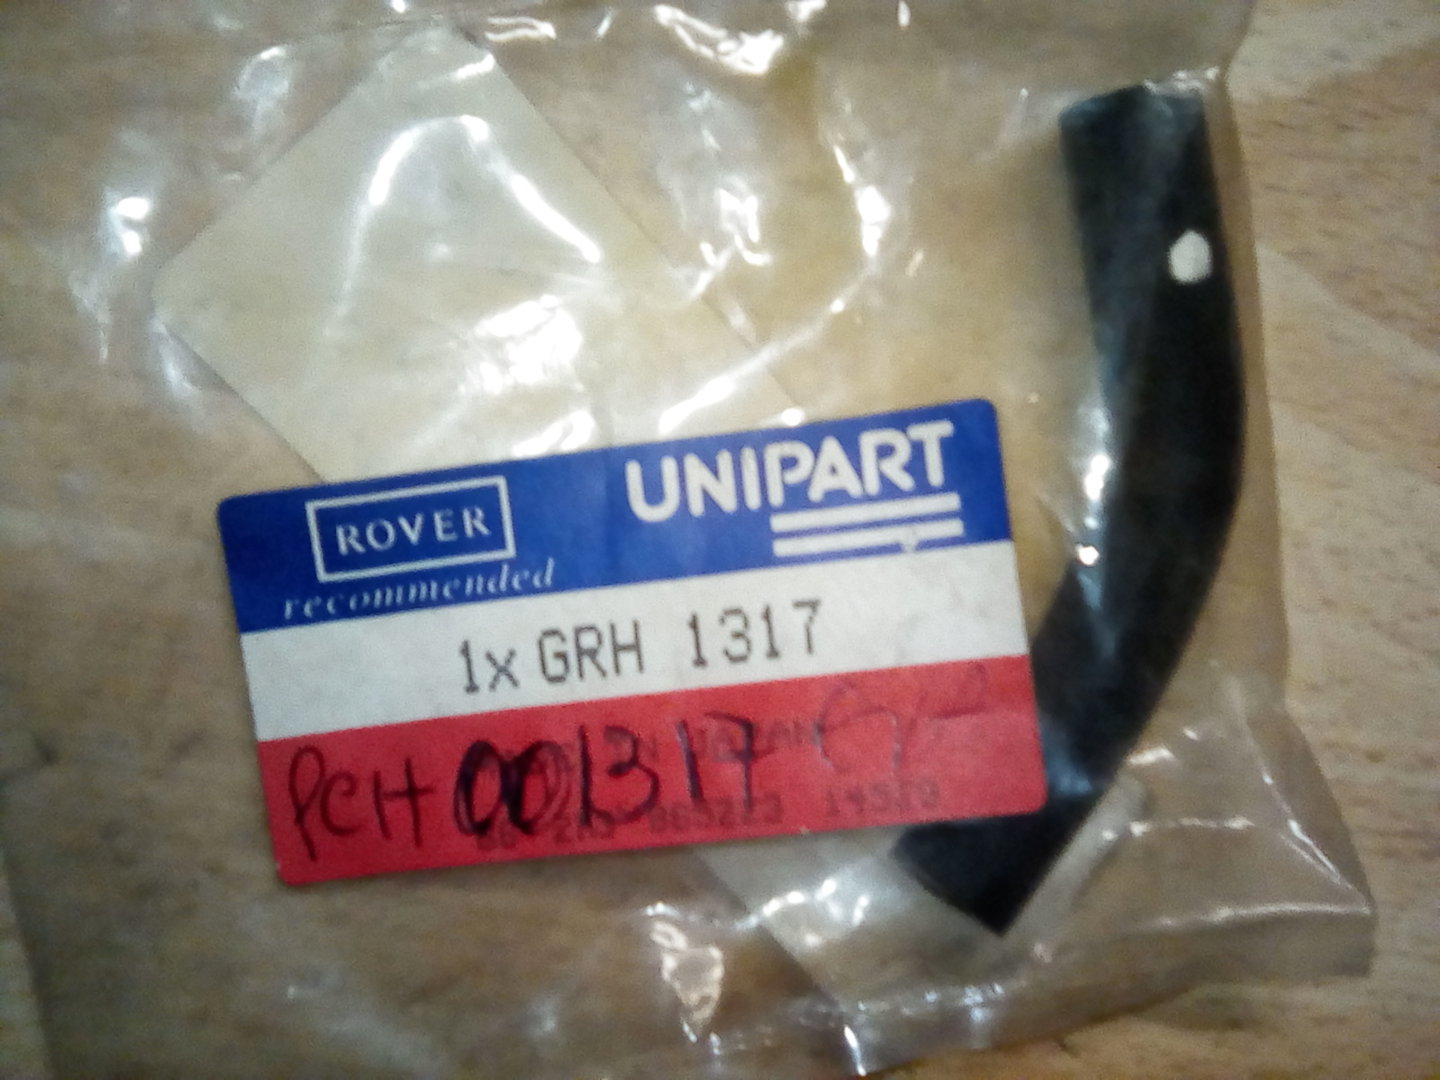 ROVER
recommended
UNIPART
1x GRH 1317
PCH 001317